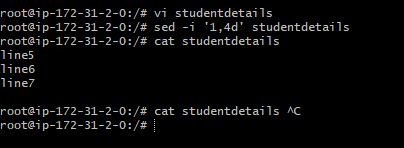 root@ip-172-31-2-0:/# vi studentdetails
root@ip-172-31-2-0:/# sed -i '1,4d' studentdetails
root@ip-172-31-2-0:/# cat studentdetails
line5
line6
line7

root@ip-172-31-2-0:/# cat studentdetails ^C
root@ip-172-31-2-0:/#